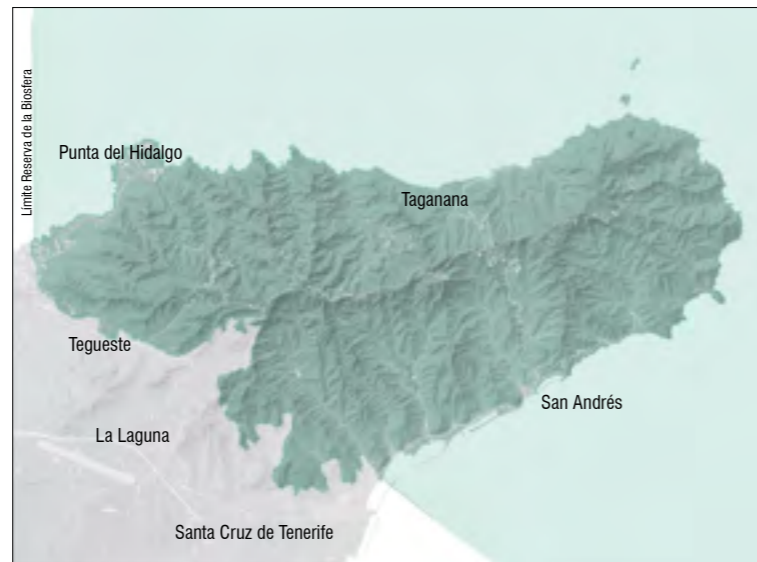 Límite Reserva de la Biosfera
Punta del Hidalgo
Taganana
Tegueste
San Andrés
La Laguna
Santa Cruz de Tenerife